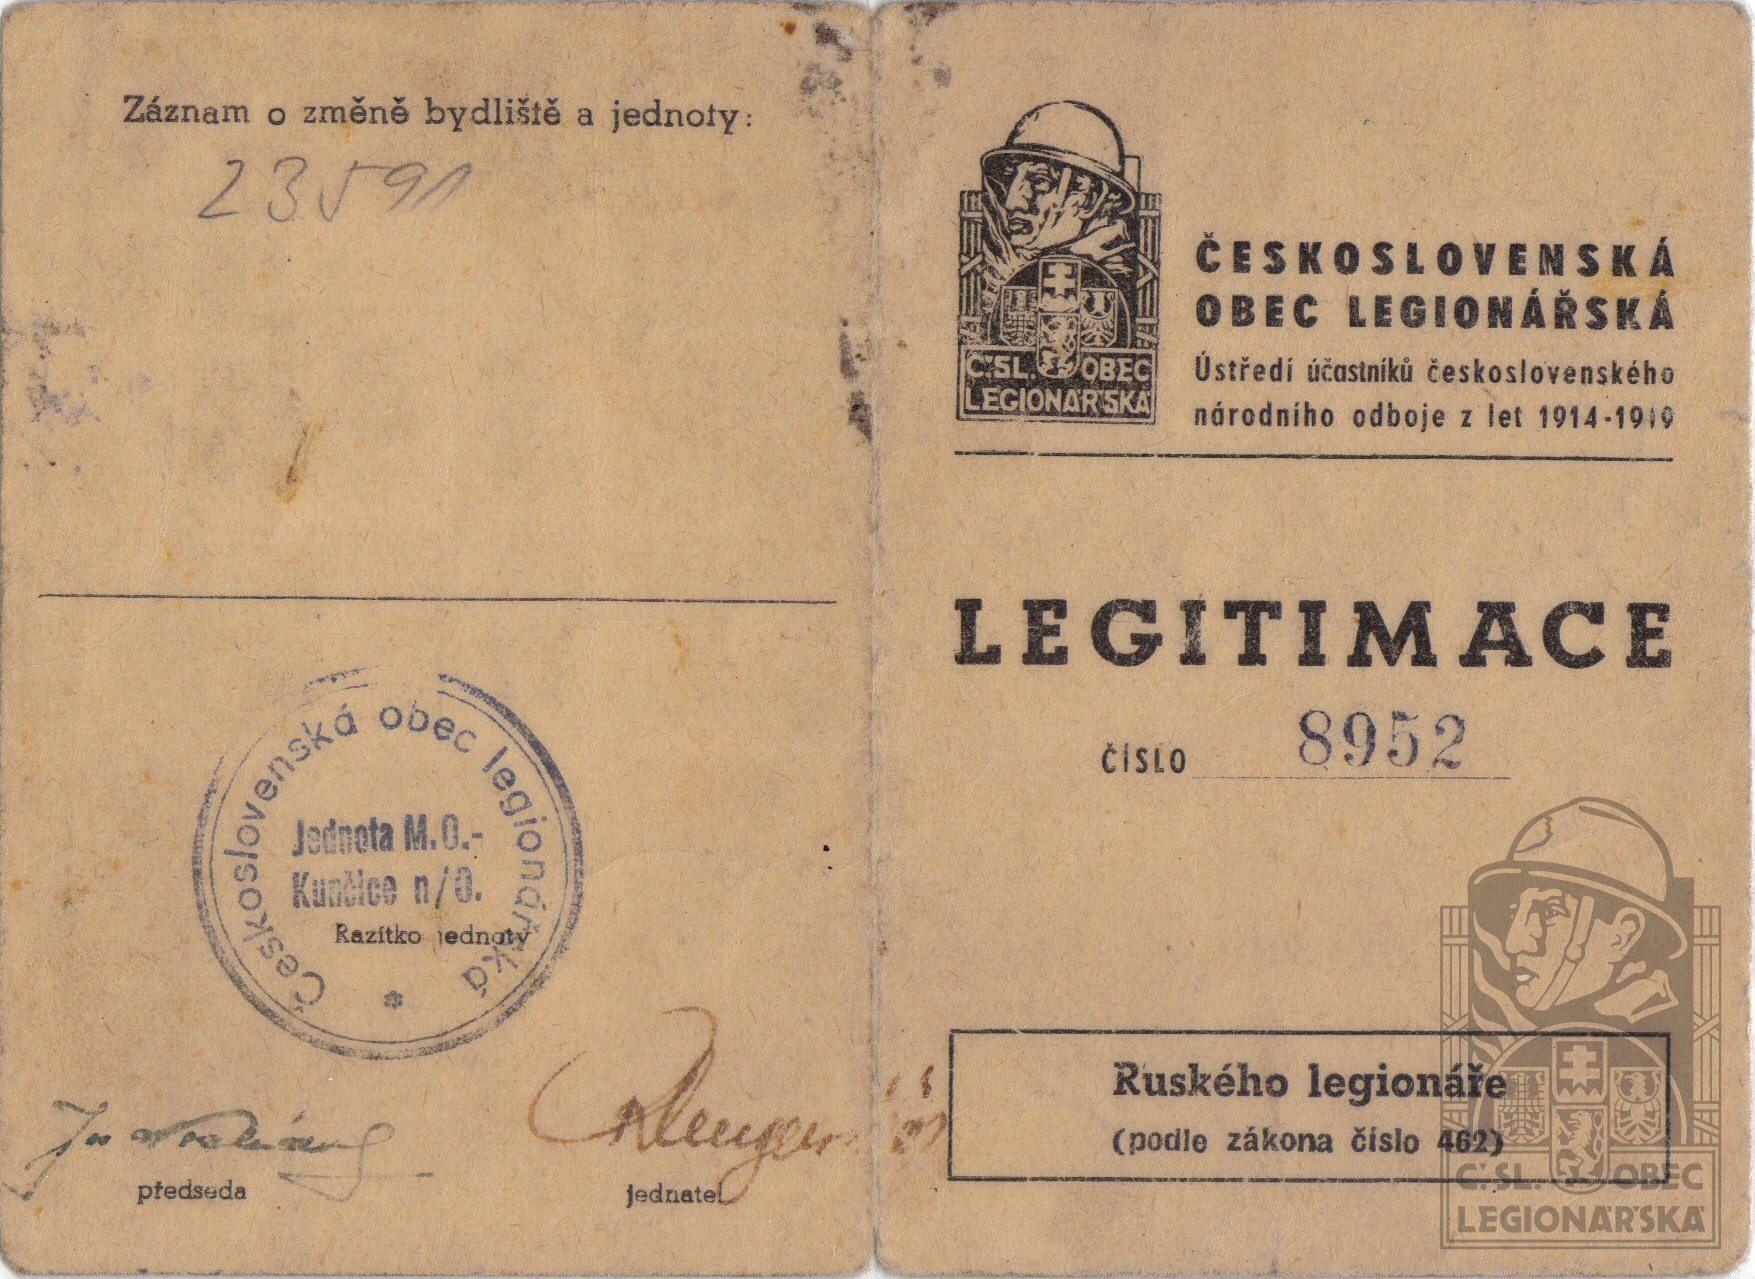 Záznam o změně bydliště a jednoty:
23591
Československá obec legionářská
Jednota M.O.-
Kunčice n/O.
Razítko jednoty
předseda
jednatel
Č.SL. OBEC
LEGIONÁŘSKÁ
ČESKOSLOVENSKÁ
OBEC LEGIONÁŘSKÁ
Ústředí účastníků československého
národního odboje z let 1914-1919
LEGITIMACE
ČÍSLO 8952
Ruského legionáře
(podle zákona číslo 462)
Č.SL. OBEC
LEGIONÁŘSKÁ